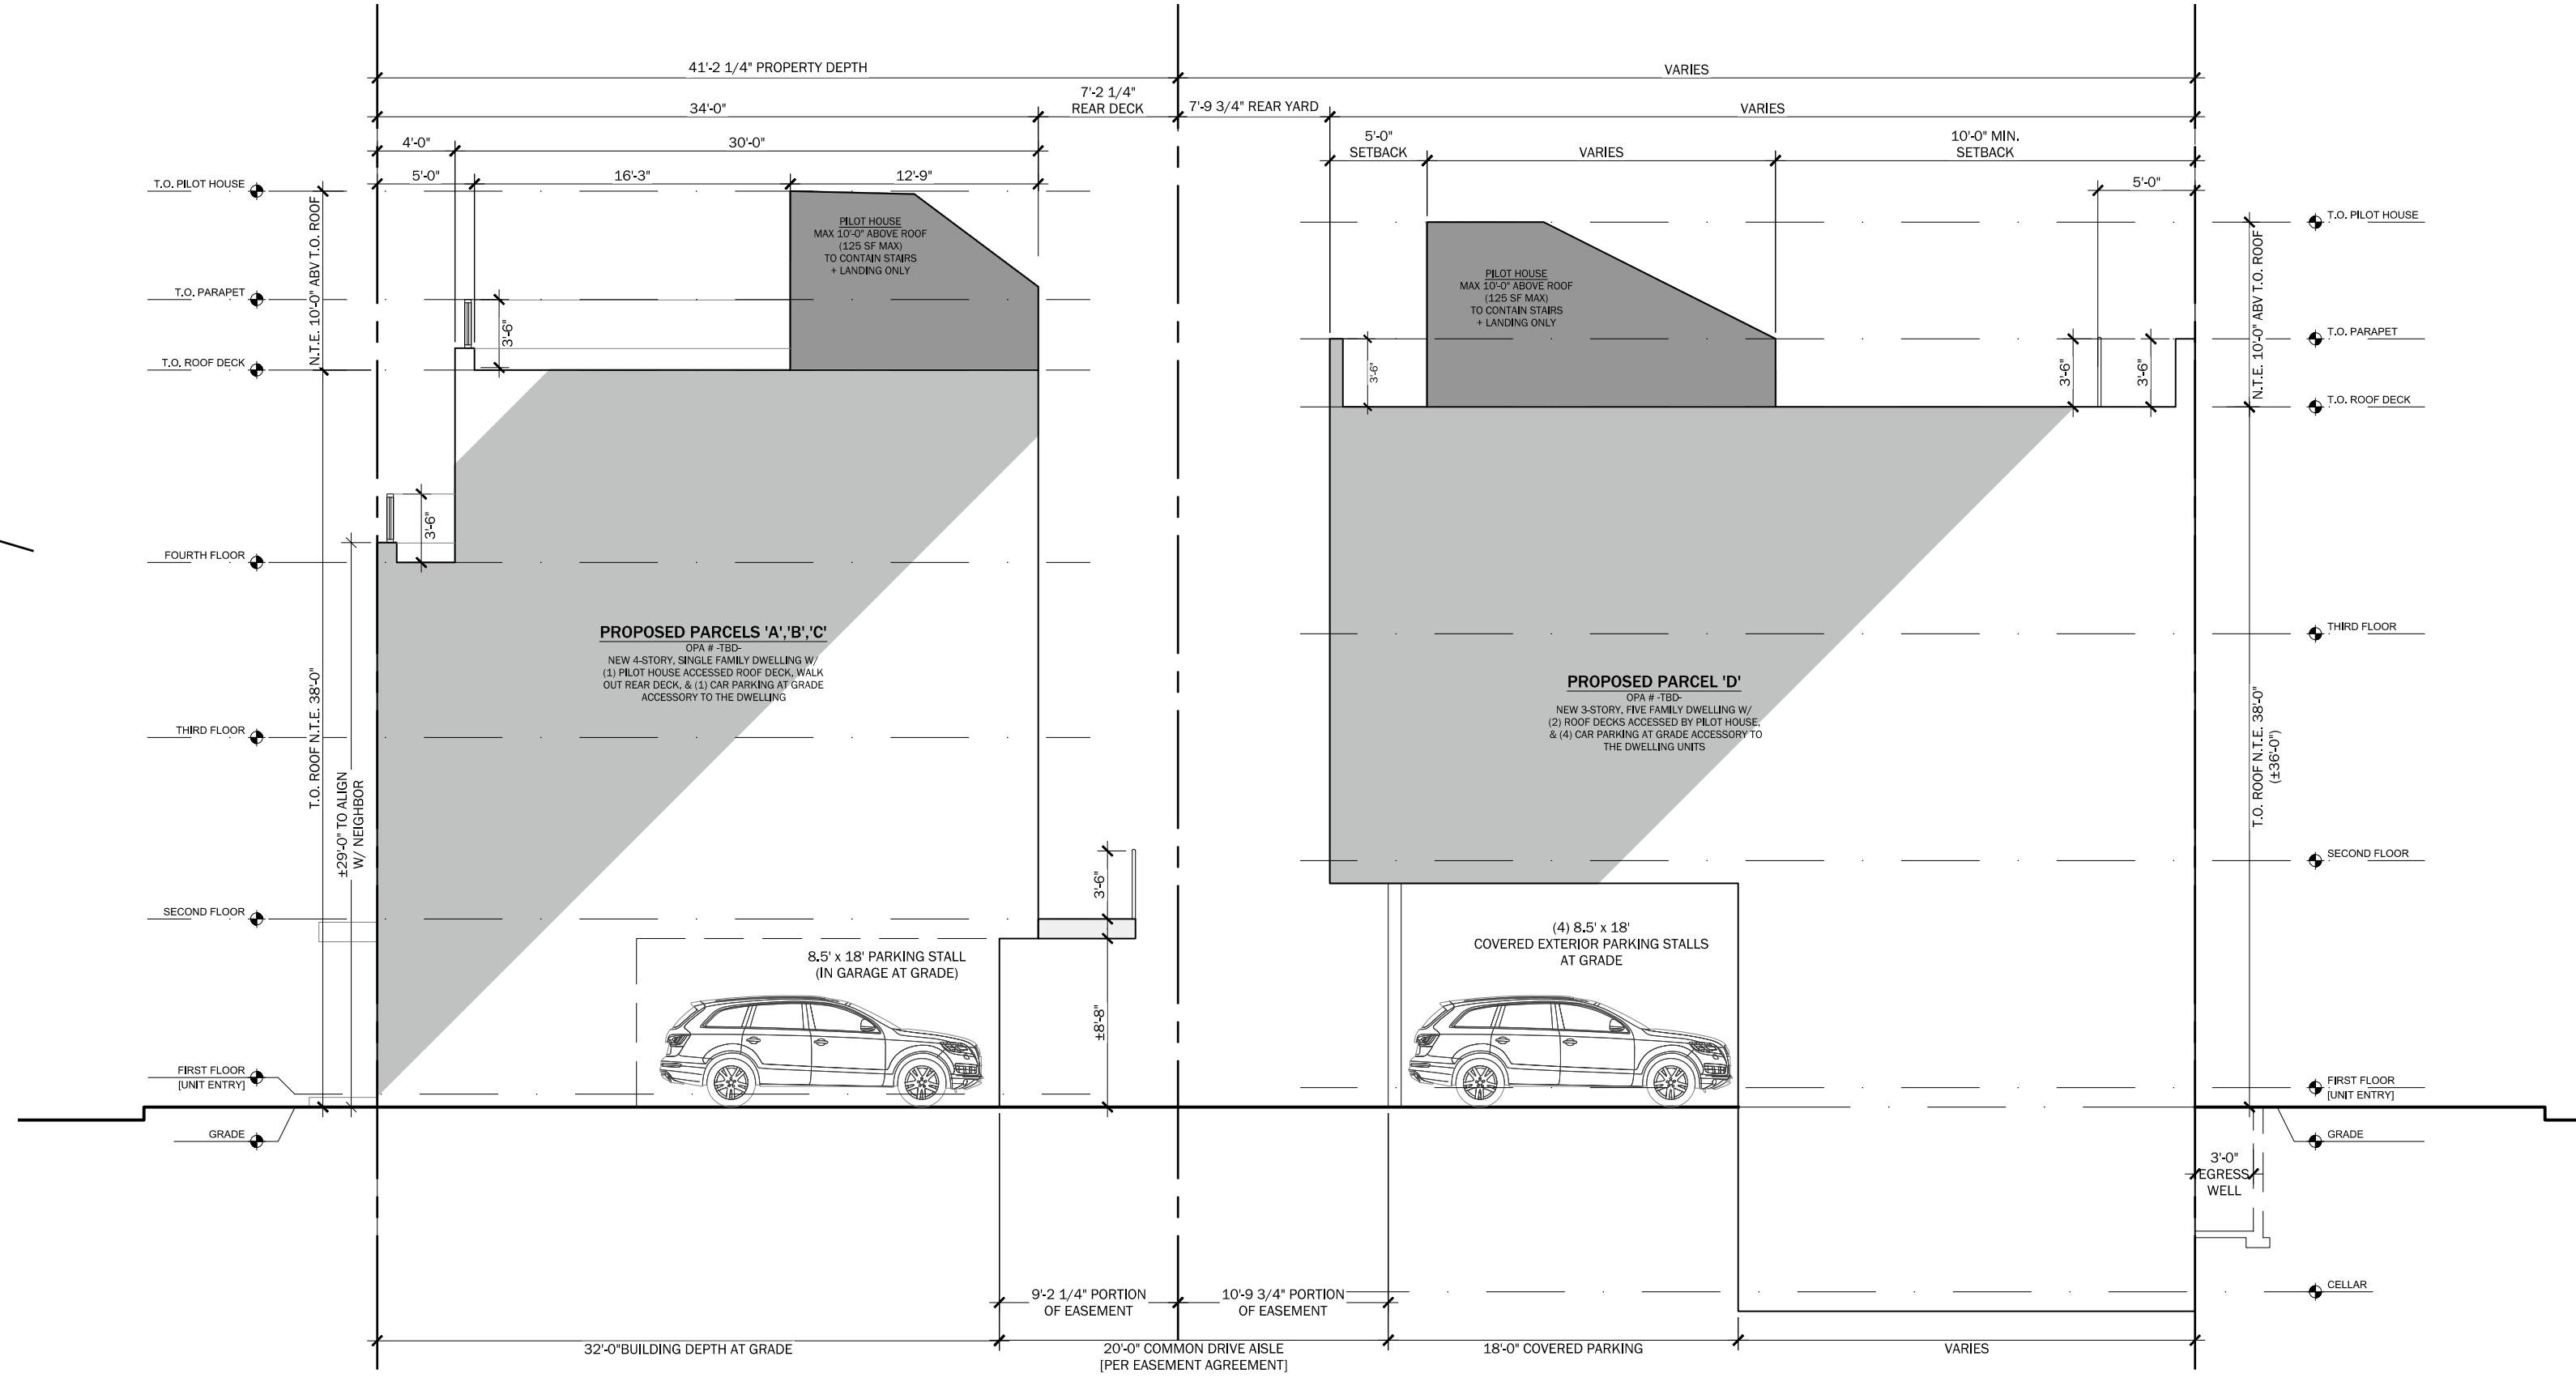 41'-2 1/4" PROPERTY DEPTH
VARIES
34'-0"
7'-2 1/4"
REAR DECK
7'-9 3/4" REAR YARD
VARIES
4'-0"
30'-0"
5'-0"
SETBACK
VARIES
10'-0" MIN.
SETBACK
5'-0"
16'-3"
12'-9"
5'-0"
T.O. PILOT HOUSE
T.O. PARAPET
T.O. ROOF DECK
FOURTH FLOOR
THIRD FLOOR
SECOND FLOOR
FIRST FLOOR
[UNIT ENTRY]
GRADE
N.T.E. 10'-0" ABV T.O. ROOF
T.O. ROOF N.T.E. 38'-0"
±29'-0" TO ALIGN
W/ NEIGHBOR
3'-6"
3'-6"
PILOT HOUSE
MAX 10'-0" ABOVE ROOF
(125 SF MAX)
TO CONTAIN STAIRS
+ LANDING ONLY
PROPOSED PARCELS 'A','B','C'
OPA # -TBD-
NEW 4-STORY, SINGLE FAMILY DWELLING W/
(1) PILOT HOUSE ACCESSED ROOF DECK, WALK
OUT REAR DECK, & (1) CAR PARKING AT GRADE
ACCESSORY TO THE DWELLING
8.5' x 18' PARKING STALL
(IN GARAGE AT GRADE)
3'-6"
±8'-8"
PILOT HOUSE
MAX 10'-0" ABOVE ROOF
(125 SF MAX)
TO CONTAIN STAIRS
+ LANDING ONLY
3'-6"
3'-6"
3'-6"
PROPOSED PARCEL 'D'
OPA # -TBD-
NEW 3-STORY, FIVE FAMILY DWELLING W/
(2) ROOF DECKS ACCESSED BY PILOT HOUSE,
& (4) CAR PARKING AT GRADE ACCESSORY TO
THE DWELLING UNITS
(4) 8.5' x 18'
COVERED EXTERIOR PARKING STALLS
AT GRADE
N.T.E. 10'-0" ABV T.O. ROOF
T.O. ROOF N.T.E. 38'-0"
(±36'-0")
T.O. PILOT HOUSE
T.O. PARAPET
T.O. ROOF DECK
THIRD FLOOR
SECOND FLOOR
FIRST FLOOR
[UNIT ENTRY]
GRADE
3'-0"
EGRESS
WELL
CELLAR
9'-2 1/4" PORTION
OF EASEMENT
10'-9 3/4" PORTION
OF EASEMENT
32'-0"BUILDING DEPTH AT GRADE
20'-0" COMMON DRIVE AISLE
[PER EASEMENT AGREEMENT]
18'-0" COVERED PARKING
VARIES